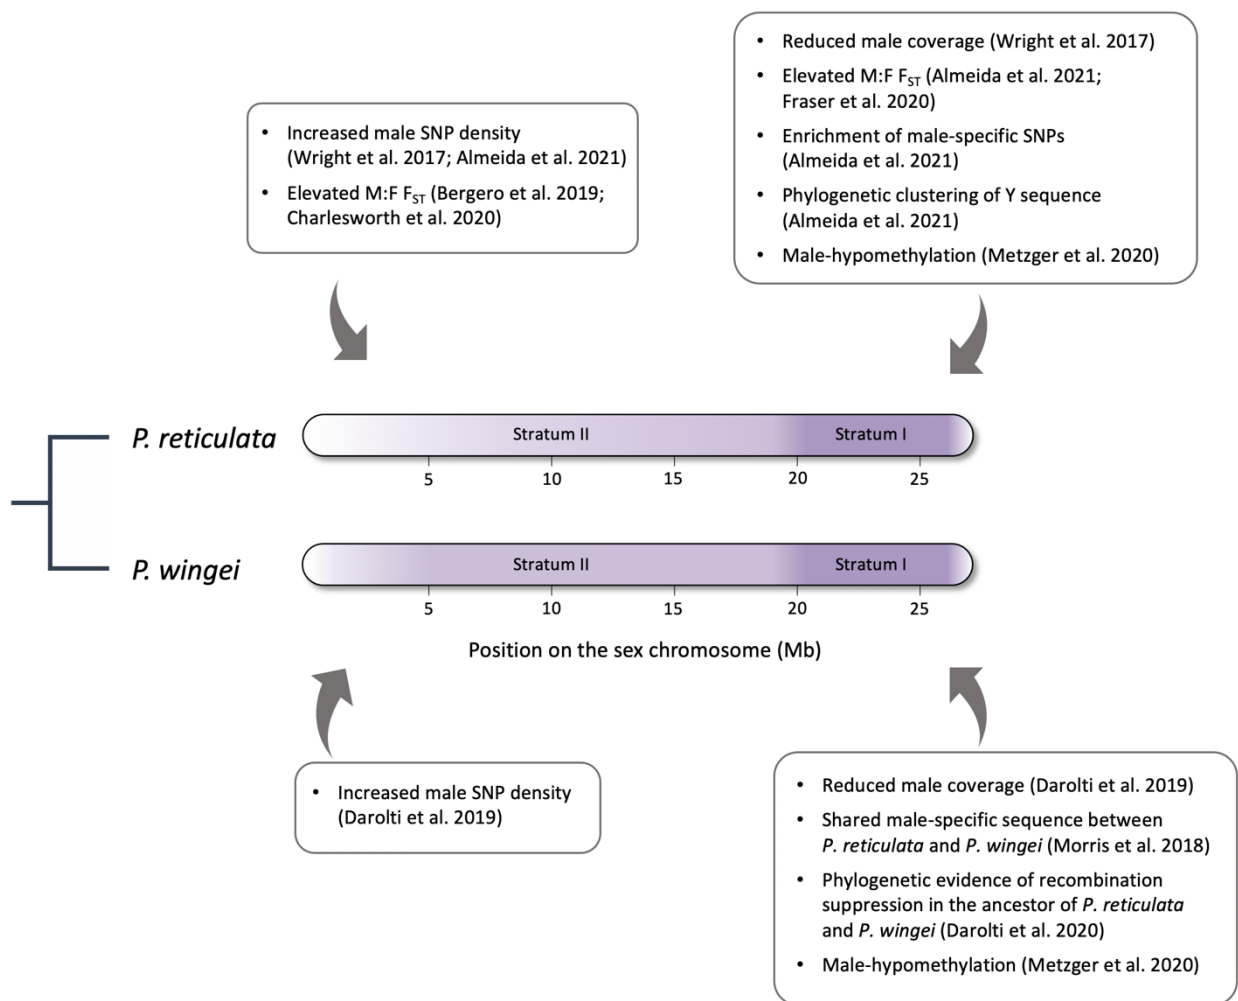 • Reduced male coverage (Wright et al. 2017)
• Elevated M:F FST (Almeida et al. 2021;
Fraser et al. 2020)
• Enrichment of male-specific SNPs
(Almeida et al. 2021)
• Phylogenetic clustering of Y sequence
(Almeida et al. 2021)
• Male-hypomethylation (Metzger et al. 2020)
• Increased male SNP density
(Wright et al. 2017; Almeida et al. 2021)
• Elevated M:F FST (Bergero et al. 2019;
Charlesworth et al. 2020)
P. reticulata
Stratum II Stratum I
5 10 15 20 25
P. wingei
Stratum II Stratum I
5 10 15 20 25
Position on the sex chromosome (Mb)
• Increased male SNP density
(Darolti et al. 2019)
• Reduced male coverage (Darolti et al. 2019)
• Shared male-specific sequence between
P. reticulata and P. wingei (Morris et al. 2018)
• Phylogenetic evidence of recombination
suppression in the ancestor of P. reticulata
and P. wingei (Darolti et al. 2020)
• Male-hypomethylation (Metzger et al. 2020)